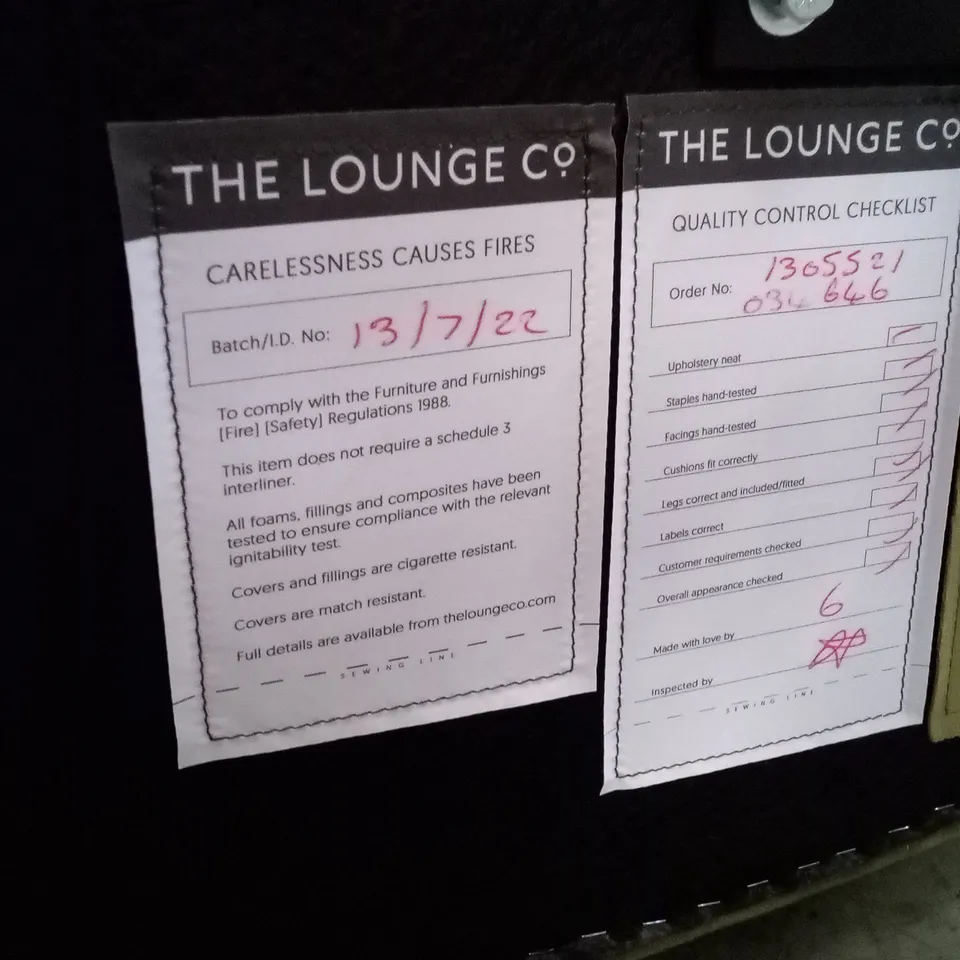 THE LOUNGE Cº
CARELESSNESS CAUSES FIRES
Batch/I.D. No: 13/7/22
To comply with the Furniture and Furnishings
[Fire] [Safety] Regulations 1988.
This item does not require a schedule 3
interliner.
All foams, fillings and composites have been
tested to ensure compliance with the relevant
ignitability test.
Covers and fillings are cigarette resistant.
Covers are match resistant.
Full details are available from theloungeco.com
SEWING LINE
THE LOUNGE Cº
QUALITY CONTROL CHECKLIST
Order No: 1305521
034646
Upholstery neat
Staples hand-tested
Facings hand-tested
Cushions fit correctly
Legs correct and included/fitted
Labels correct
Customer requirements checked
Overall appearance checked
Made with love by 6
Inspected by
SEWING LINE